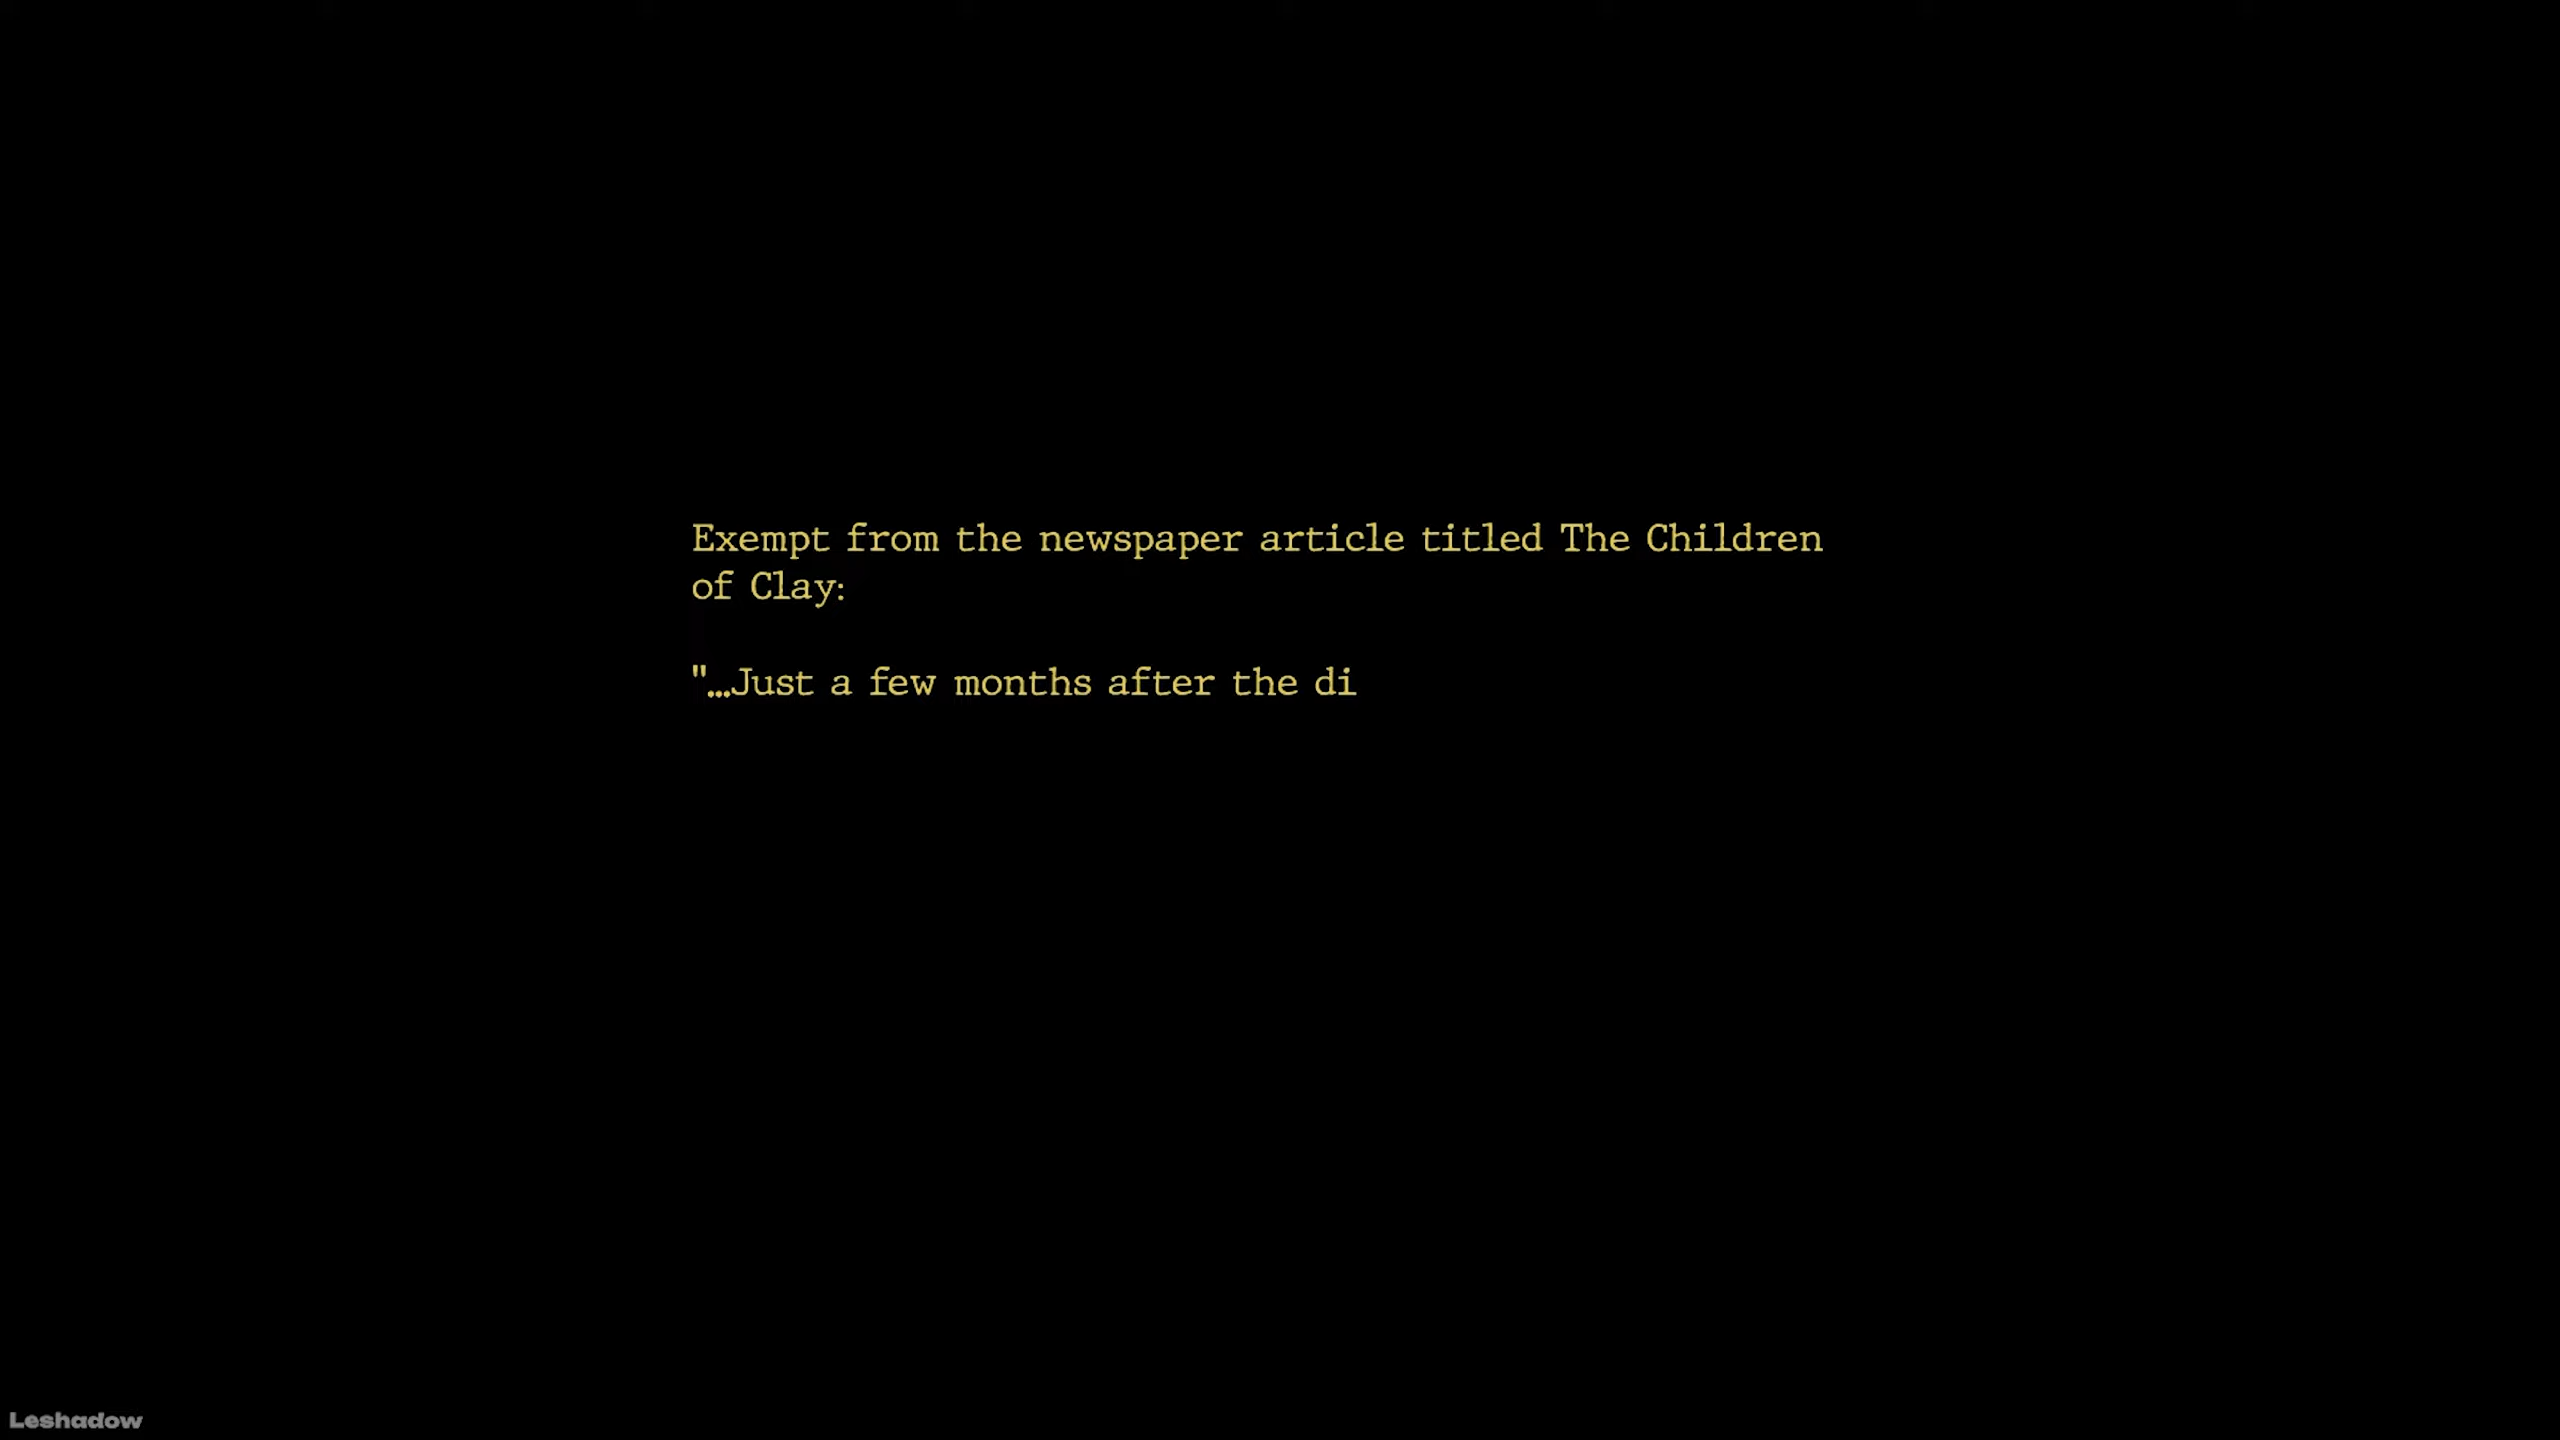 Exempt from the newspaper article titled The Children
of Clay:
"...Just a few months after the di
Leshadow